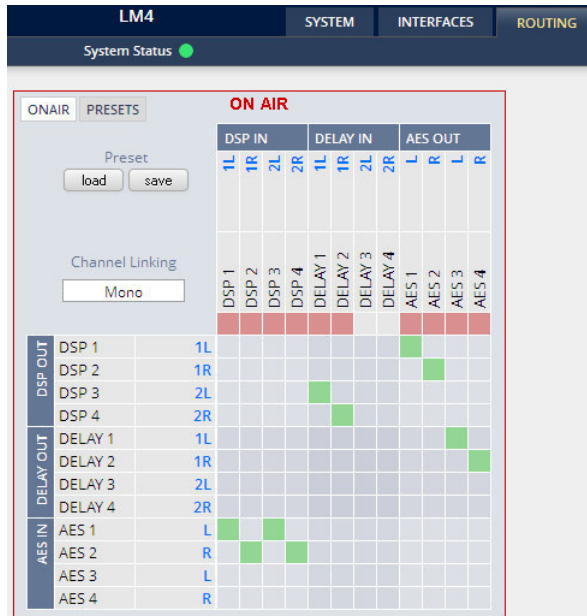 LM4 SYSTEM INTERFACES ROUTING
System Status
ONAIR PRESETS ON AIR
DSP IN DELAY IN AES OUT
1L 1R 2L 2R 1L 1R 2L 2R L R L R
Preset
load save
Channel Linking
Mono
DSP 1 DSP 2 DSP 3 DSP 4 DELAY 1 DELAY 2 DELAY 3 DELAY 4 AES 1 AES 2 AES 3 AES 4
DSP OUT
DSP 1 1L
DSP 2 1R
DSP 3 2L
DSP 4 2R
DELAY OUT
DELAY 1 1L
DELAY 2 1R
DELAY 3 2L
DELAY 4 2R
AES IN
AES 1 L
AES 2 R
AES 3 L
AES 4 R